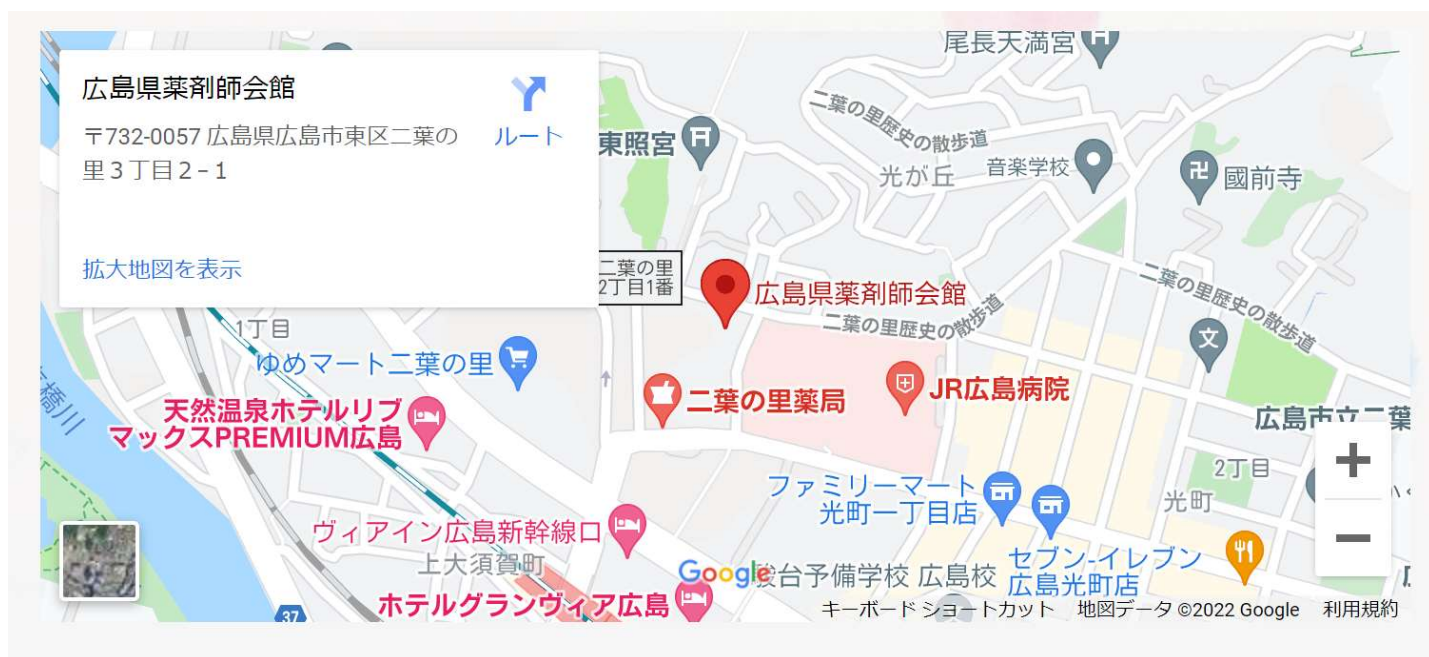 広島県薬剤師会館
〒732-0057 広島県広島市東区二葉の
里3丁目2−1
ルート
拡大地図を表示
尾長天満宮
二葉の里歴史の散歩道
東照宮
光が丘
音楽学校
國前寺
二葉の里
2丁目1番
広島県薬剤師会館
二葉の里歴史の散歩道
二葉の里歴史の散歩道
1丁目
ゆめマート二葉の里
天然温泉ホテルリブ
マックスPREMIUM広島
二葉の里薬局
JR広島病院
広島市立二葉
2丁目
光町
ファミリーマート
光町一丁目店
ヴィアイン広島新幹線口
上大須賀町
セブン-イレブン
広島光町店
Google
台予備学校 広島校
ホテルグランヴィア広島
37
キーボード ショートカット
地図データ ©2022 Google
利用規約